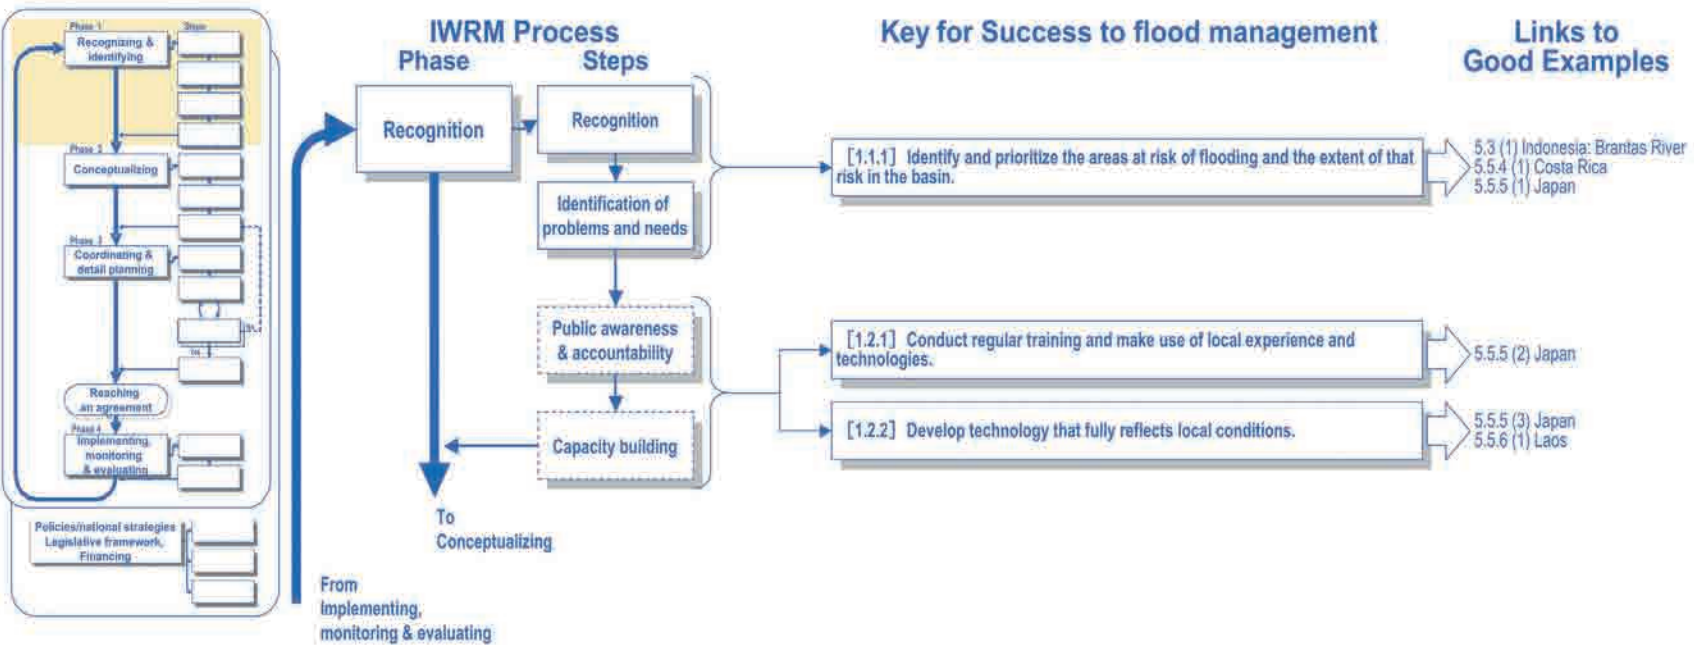 Phase 1
Steps
Recognizing &
identifying
Phase 2
Conceptualizing
Phase 3
Coordinating &
detail planning
Reaching
an agreement
Phase 4
Implementing,
monitoring
& evaluating
Policies/national strategies
Legislative framework,
Financing
IWRM Process
Phase
Steps
Key for Success to flood management
Links to
Good Examples
Recognition
Recognition
Identification of
problems and needs
Public awareness
& accountability
Capacity building
To
Conceptualizing
From
Implementing,
monitoring & evaluating
[1.1.1] Identify and prioritize the areas at risk of flooding and the extent of that
risk in the basin.
5.3 (1) Indonesia: Brantas River
5.5.4 (1) Costa Rica
5.5.5 (1) Japan
[1.2.1] Conduct regular training and make use of local experience and
technologies.
5.5.5 (2) Japan
[1.2.2] Develop technology that fully reflects local conditions.
5.5.5 (3) Japan
5.5.6 (1) Laos